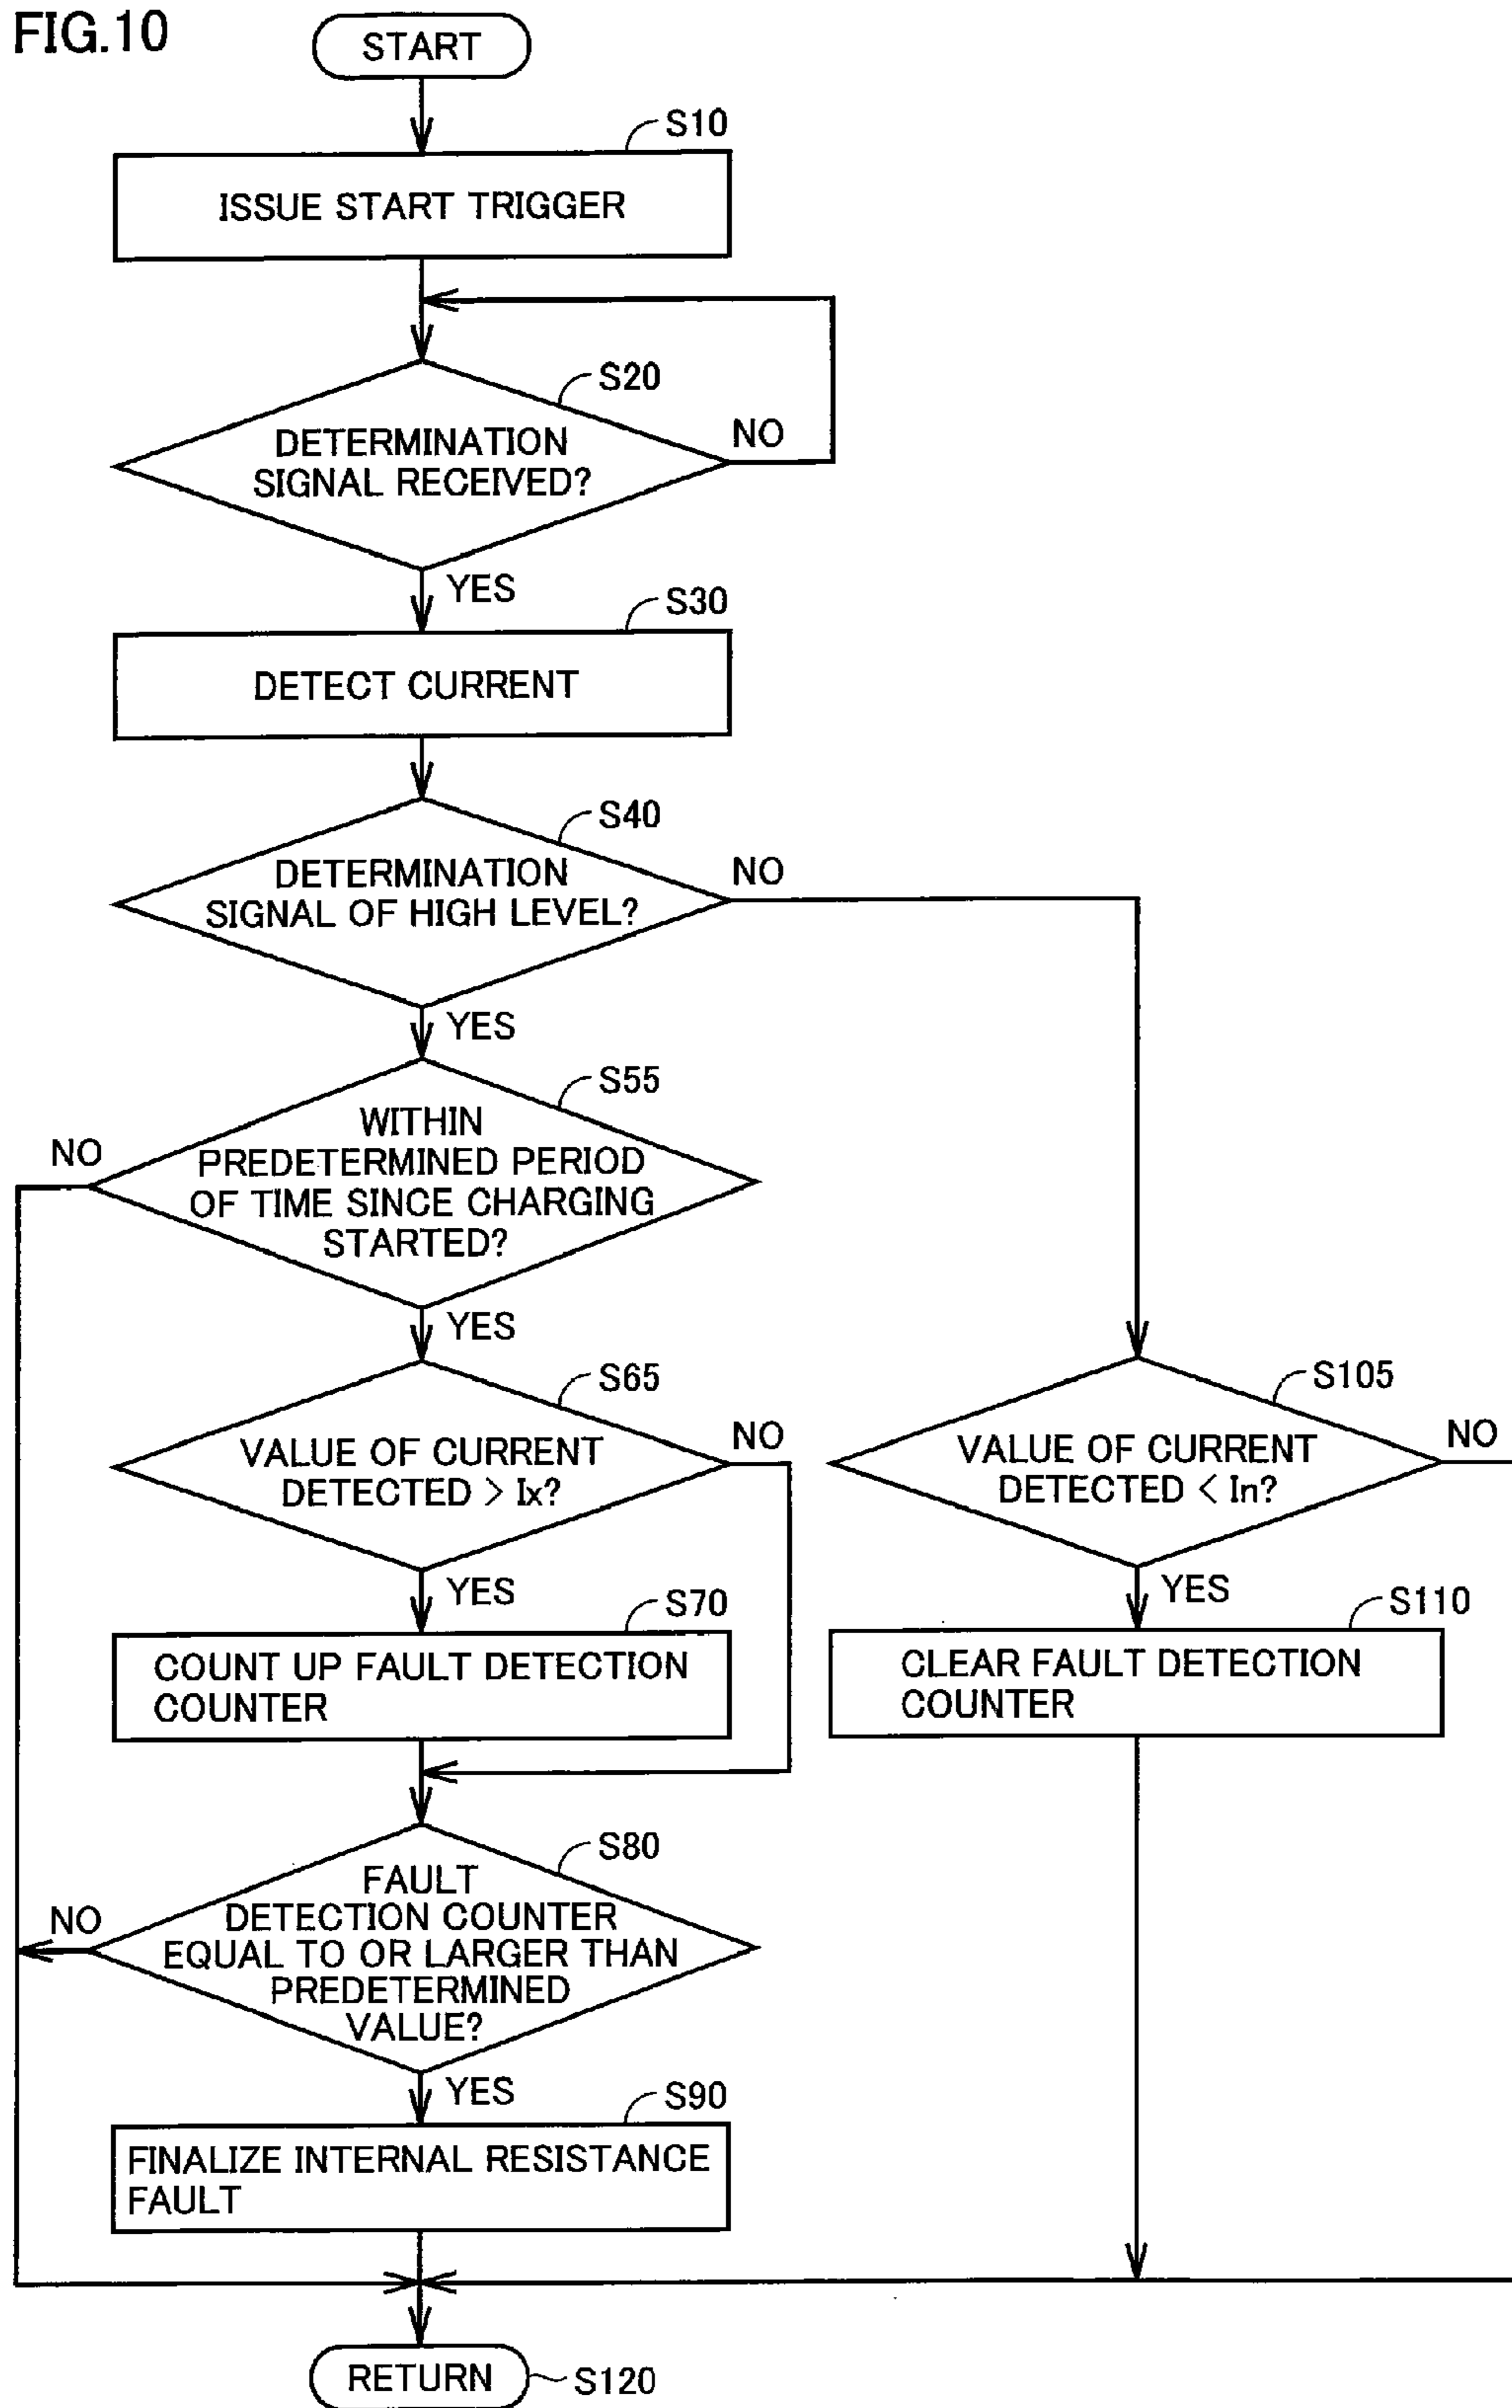 FIG.10
START
S10
ISSUE START TRIGGER
S20
DETERMINATION
SIGNAL RECEIVED?
NO
YES
S30
DETECT CURRENT
S40
DETERMINATION
SIGNAL OF HIGH LEVEL?
NO
YES
S55
WITHIN
PREDETERMINED PERIOD
OF TIME SINCE CHARGING
STARTED?
NO
YES
S65
VALUE OF CURRENT
DETECTED > Ix?
NO
YES
S70
COUNT UP FAULT DETECTION
COUNTER
S80
FAULT
DETECTION COUNTER
EQUAL TO OR LARGER THAN
PREDETERMINED
VALUE?
NO
YES
S90
FINALIZE INTERNAL RESISTANCE
FAULT
S105
VALUE OF CURRENT
DETECTED < In?
NO
YES
S110
CLEAR FAULT DETECTION
COUNTER
RETURN
S120